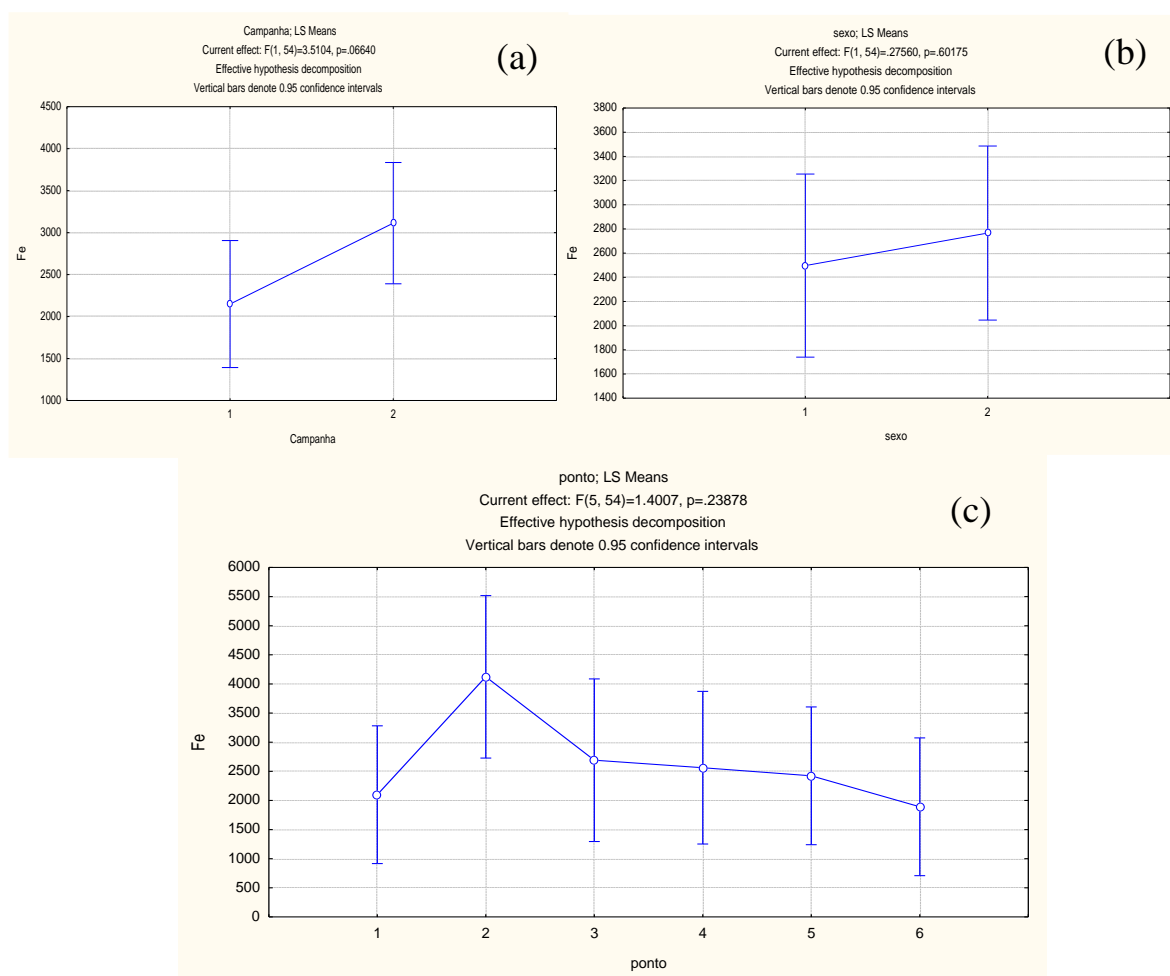 Campanha; LS Means
Current effect: F(1, 54)=3.5104, p=.06640
Effective hypothesis decomposition
Vertical bars denote 0.95 confidence intervals
(a)
4500
4000
3500
3000
2500
2000
1500
1000
Fe
1 2
Campanha
sexo; LS Means
Current effect: F(1, 54)=.27560, p=.60175
Effective hypothesis decomposition
Vertical bars denote 0.95 confidence intervals
(b)
3800
3600
3400
3200
3000
2800
2600
2400
2200
2000
1800
1600
1400
Fe
1 2
sexo
ponto; LS Means
Current effect: F(5, 54)=1.4007, p=.23878
Effective hypothesis decomposition
Vertical bars denote 0.95 confidence intervals
(c)
6000
5500
5000
4500
4000
3500
3000
2500
2000
1500
1000
500
0
Fe
1 2 3 4 5 6
ponto